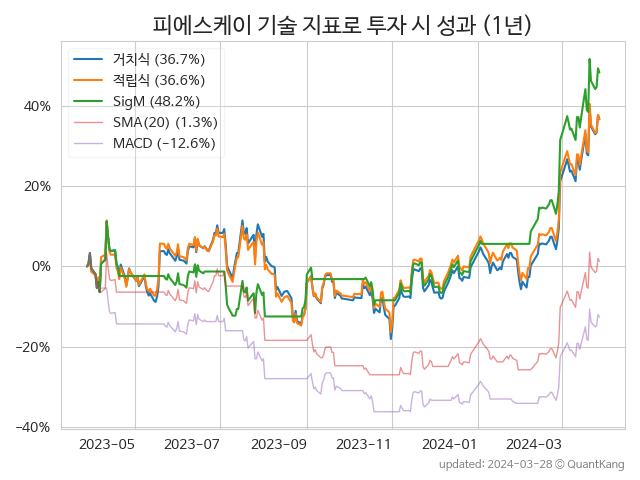 피에스케이 기술 지표로 투자 시 성과 (1년)
거치식 (36.7%)
적립식 (36.6%)
SigM (48.2%)
SMA(20) (1.3%)
MACD (−12.6%)
40%
20%
0%
−20%
−40%
2023-05 2023-07 2023-09 2023-11 2024-01 2024-03
updated: 2024-03-28 © QuantKang